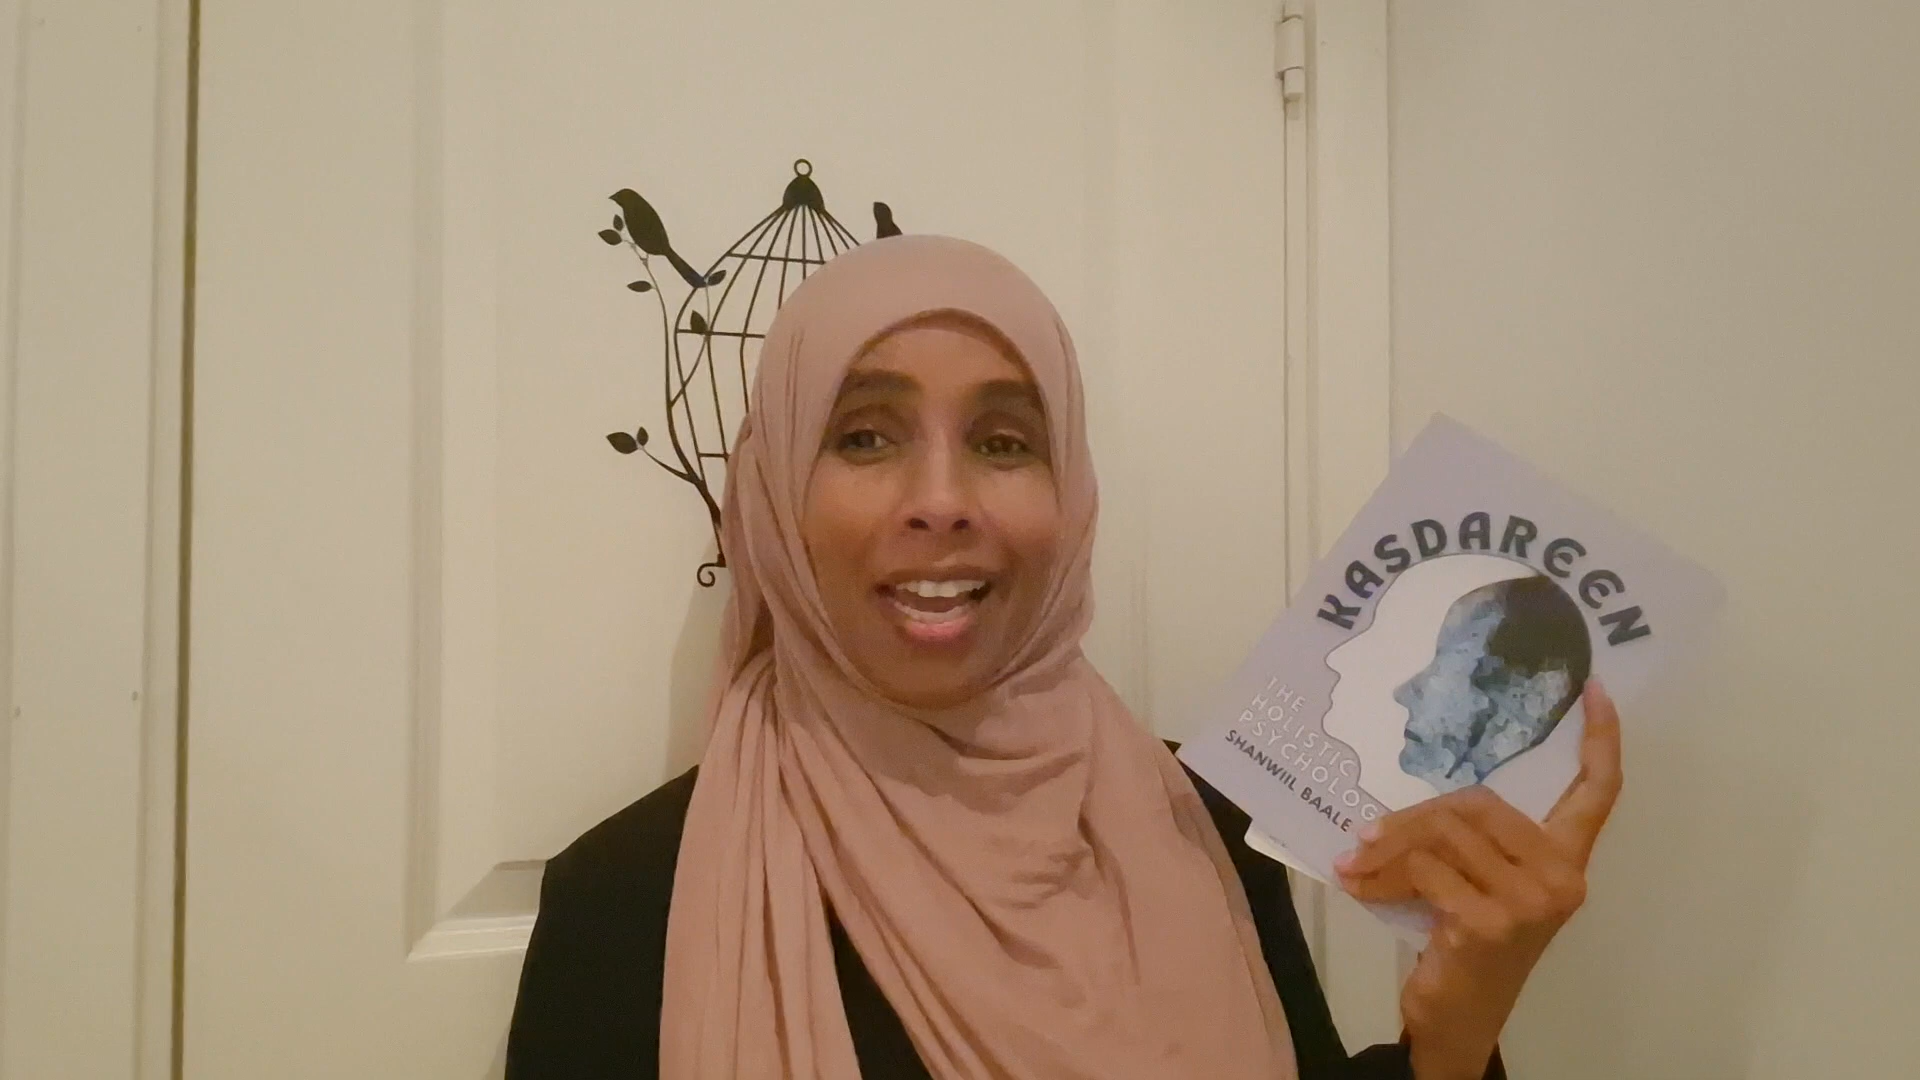 KASDAREEN
THE
HOLISTIC
PSYCHOLOG
SHANWIIL BAALE